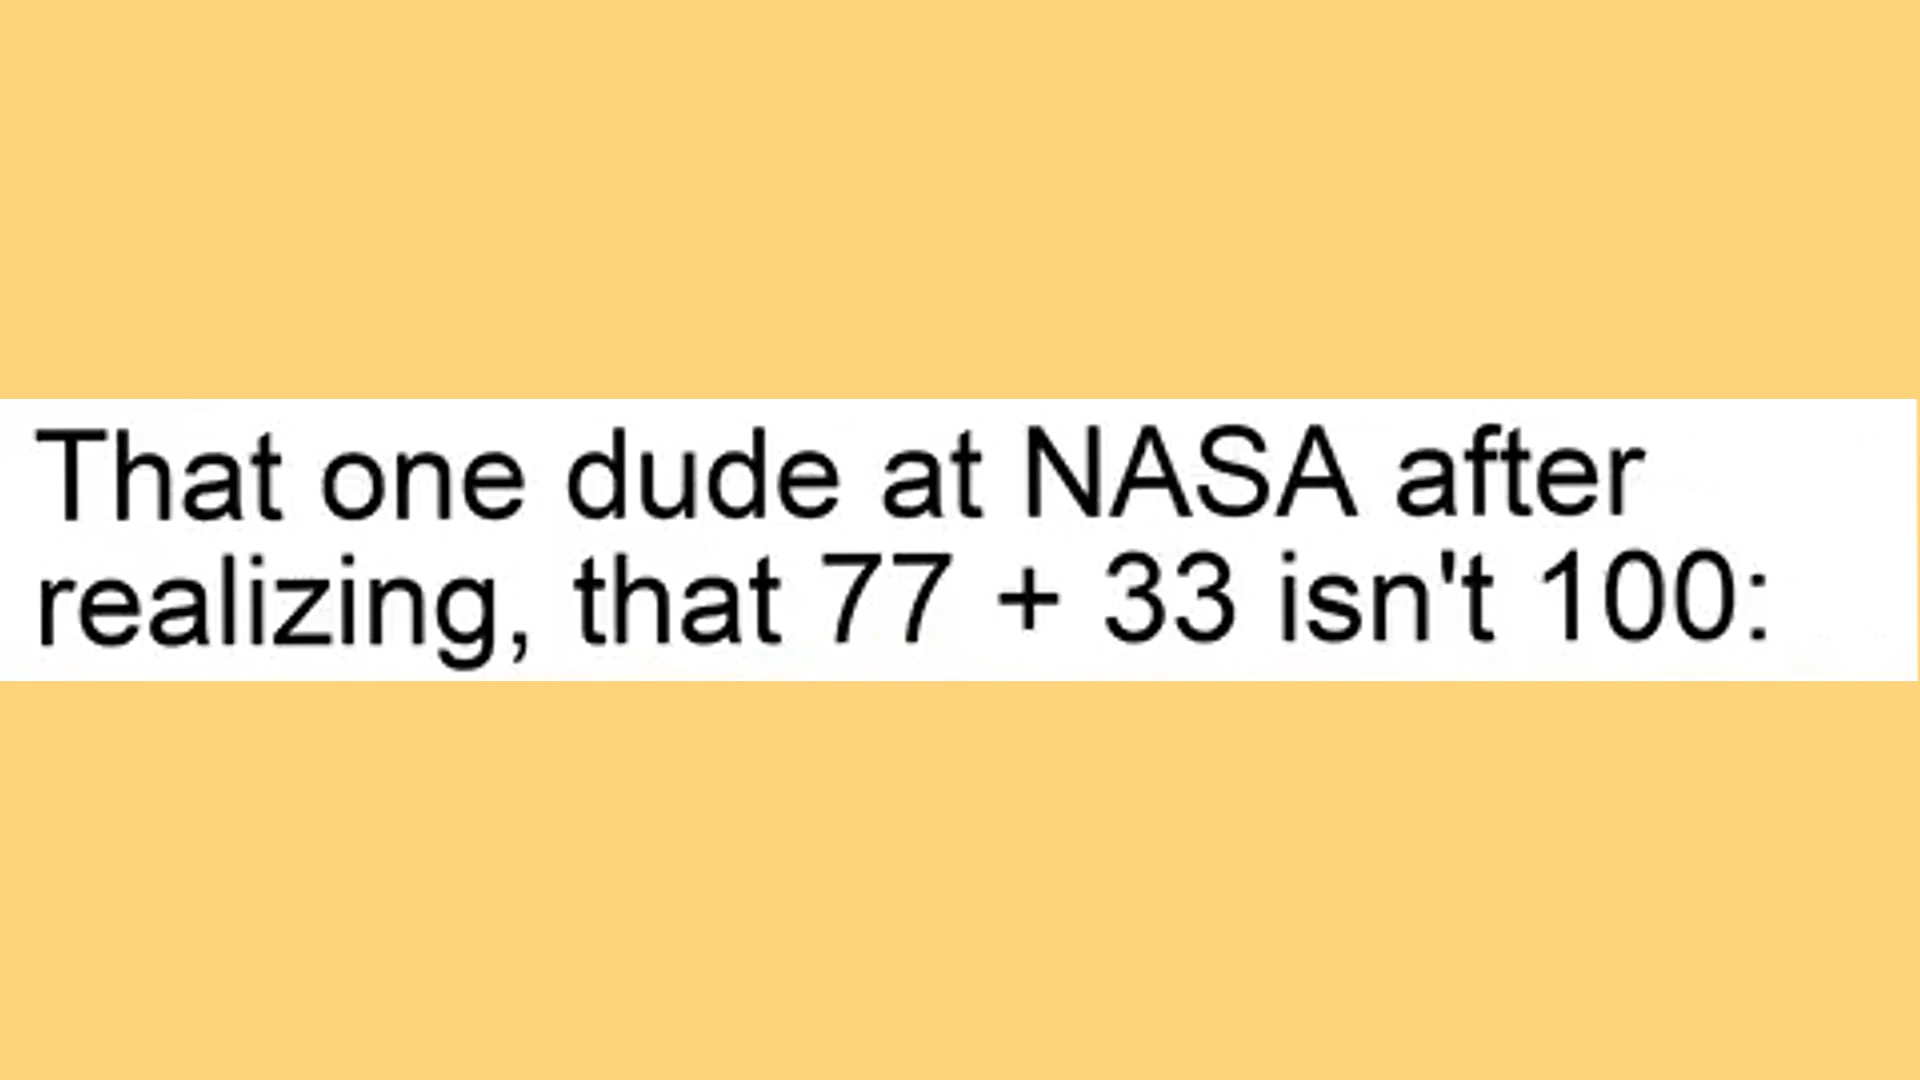 That one dude at NASA after
realizing, that 77 + 33 isn't 100: